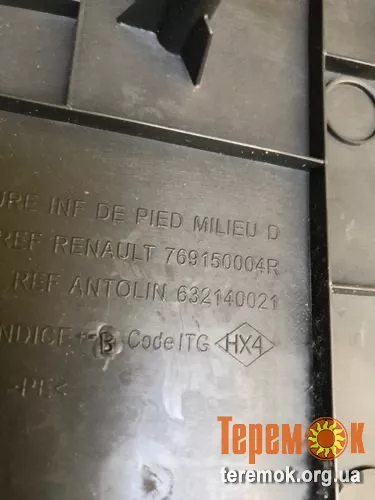 URE INF DE PIED MILIEU D
REF RENAULT 769150004R
REF ANTOLIN 632140021
NDICE B Code ITG HX4
ТеремОк
teremok.org.ua